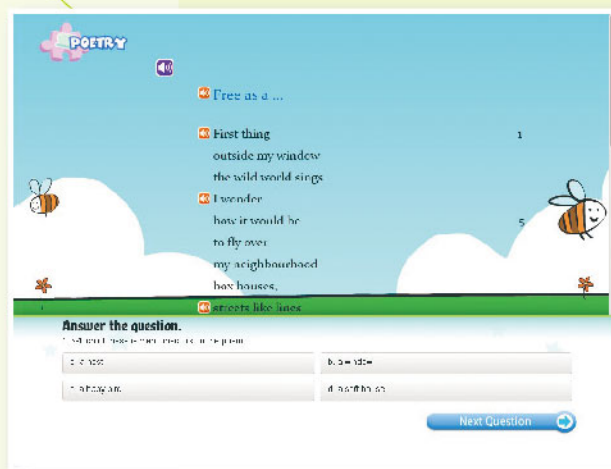 POETRY
Free as a ...
First thing 1
outside my window
the wild world sings
I wonder
how it would be 5
to fly over
my neighbourhood
box houses,
streets like lines
Answer the question.
Next Question